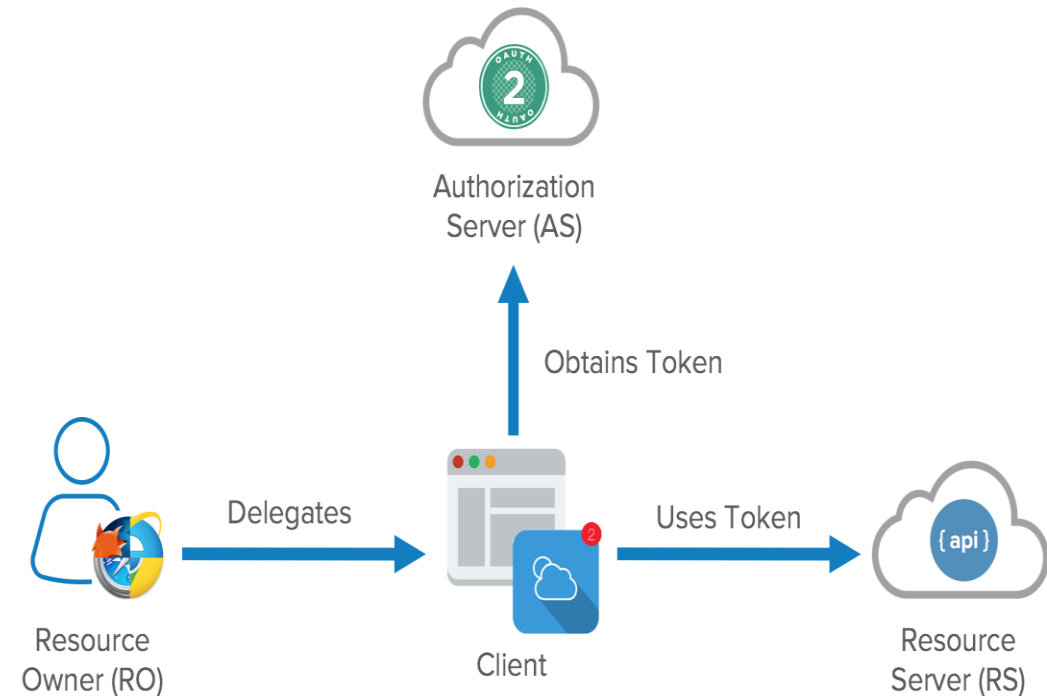 OAUTH
2
OAUTH
Authorization
Server (AS)
Obtains Token
Delegates
Uses Token
2
{api}
Resource
Owner (RO)
Client
Resource
Server (RS)